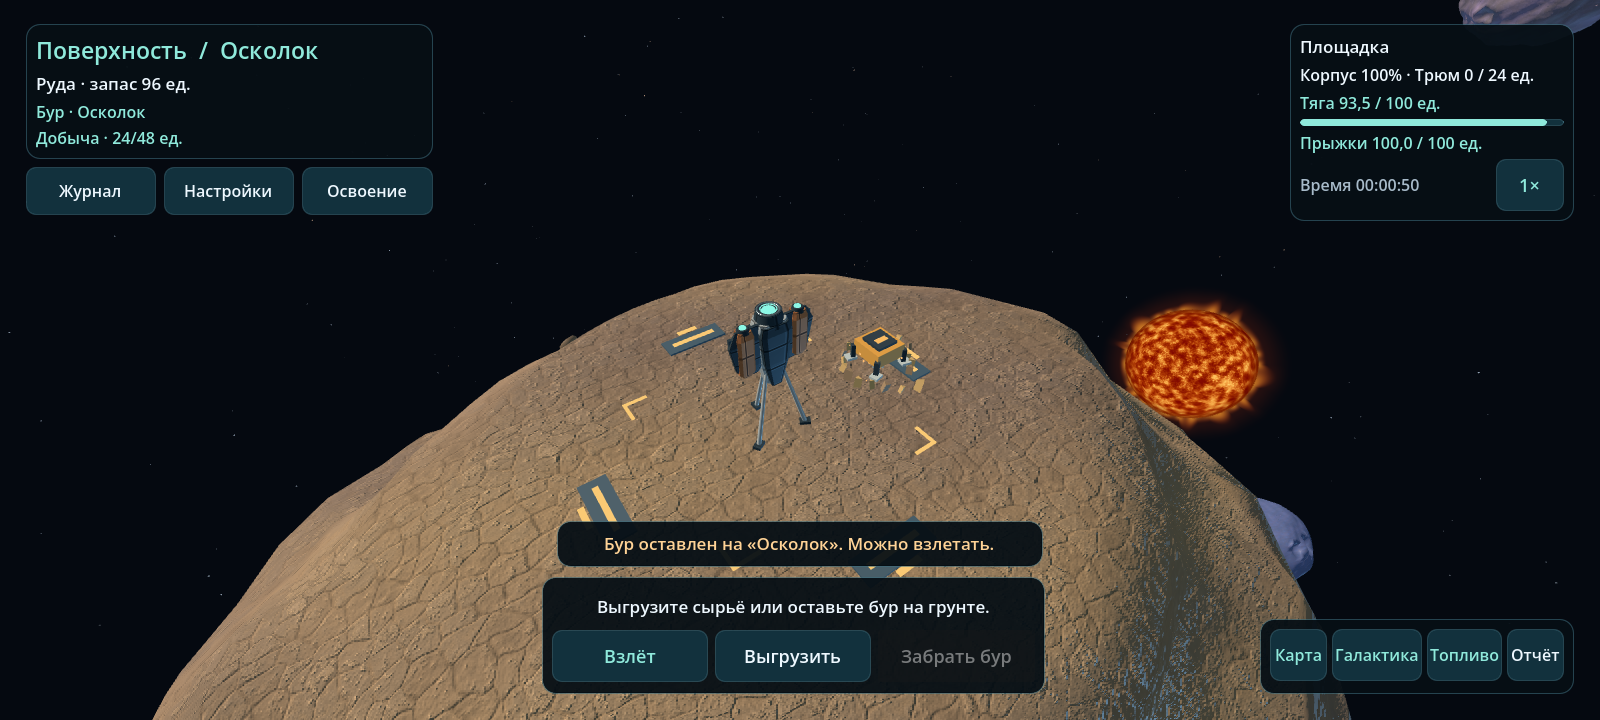 Поверхность / Осколок
Руда · запас 96 ед.
Бур · Осколок
Добыча · 24/48 ед.
Журнал
Настройки
Освоение
Площадка
Корпус 100% · Трюм 0 / 24 ед.
Тяга 93,5 / 100 ед.
Прыжки 100,0 / 100 ед.
Время 00:00:50
1×
Бур оставлен на «Осколок». Можно взлетать.
Выгрузите сырьё или оставьте бур на грунте.
Взлёт
Выгрузить
Забрать бур
Карта
Галактика
Топливо
Отчёт